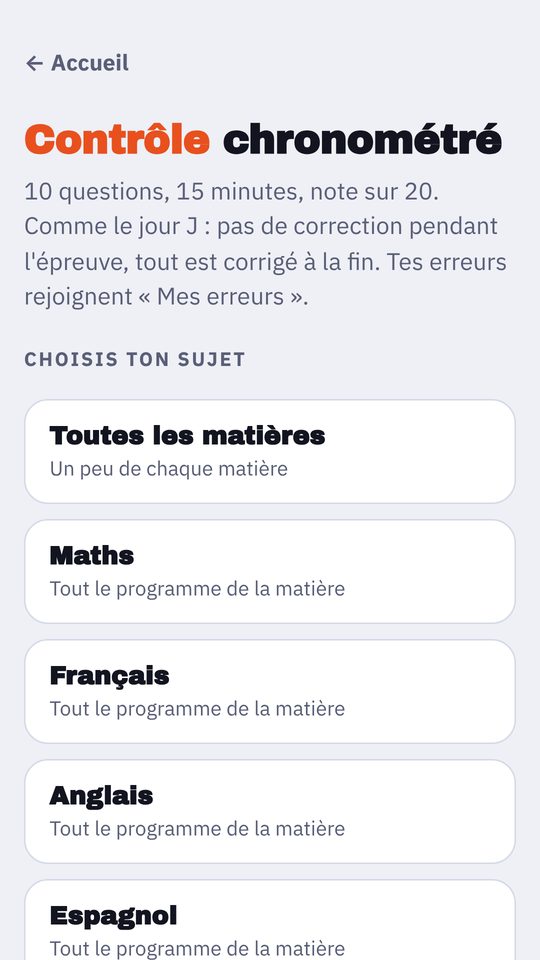 ← Accueil
Contrôle chronométré
10 questions, 15 minutes, note sur 20.
Comme le jour J : pas de correction pendant
l'épreuve, tout est corrigé à la fin. Tes erreurs
rejoignent « Mes erreurs ».
CHOISIS TON SUJET
Toutes les matières
Un peu de chaque matière
Maths
Tout le programme de la matière
Français
Tout le programme de la matière
Anglais
Tout le programme de la matière
Espagnol
Tout le programme de la matière